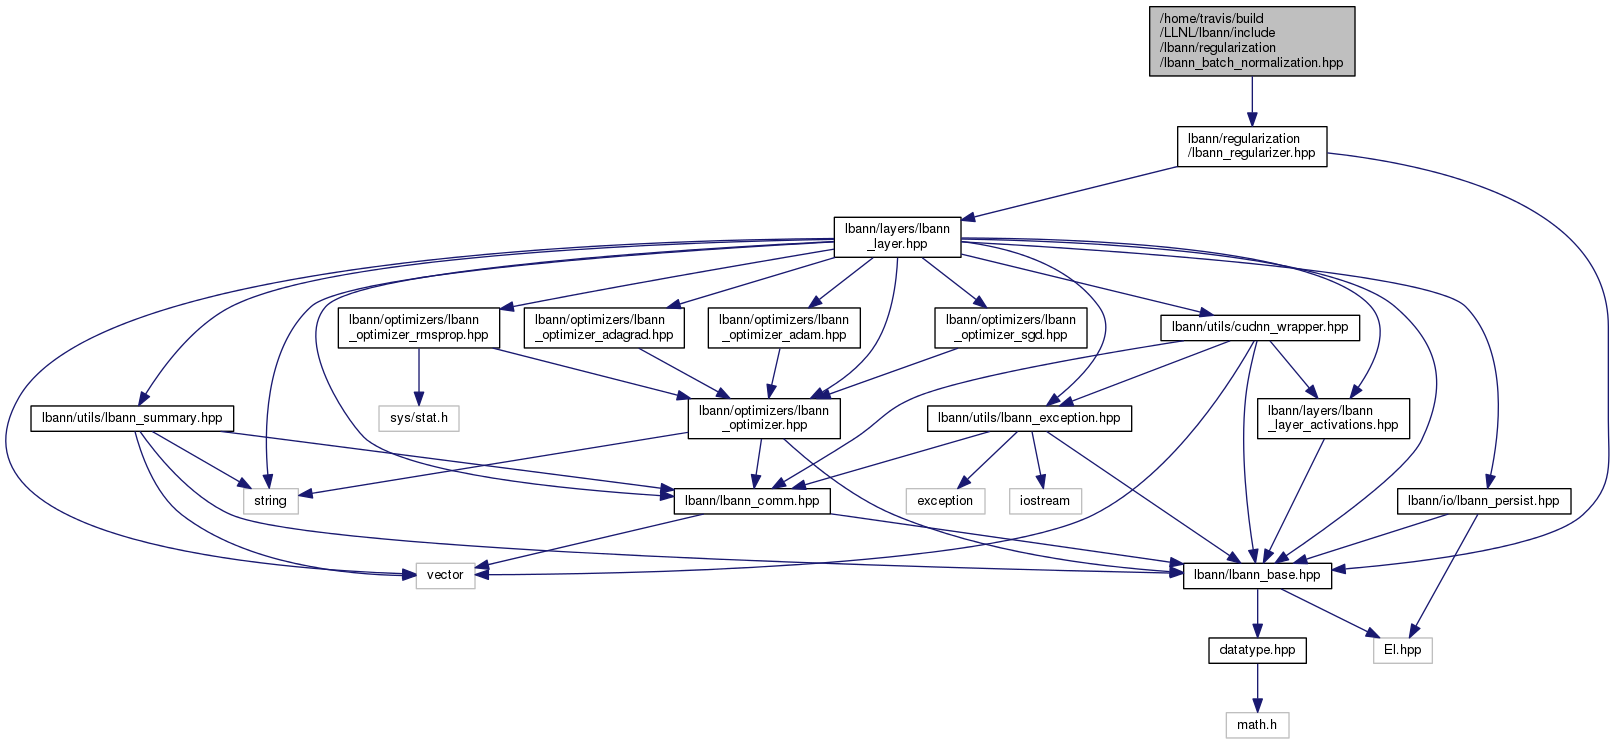 /home/travis/build
/LLNL/lbann/include
/lbann/regularization
/lbann_batch_normalization.hpp
lbann/regularization
/lbann_regularizer.hpp
lbann/layers/lbann
_layer.hpp
lbann/optimizers/lbann
_optimizer_rmsprop.hpp
lbann/optimizers/lbann
_optimizer_adagrad.hpp
lbann/optimizers/lbann
_optimizer_adam.hpp
lbann/optimizers/lbann
_optimizer_sgd.hpp
lbann/utils/cudnn_wrapper.hpp
lbann/utils/lbann_summary.hpp
sys/stat.h
lbann/optimizers/lbann
_optimizer.hpp
lbann/utils/lbann_exception.hpp
lbann/layers/lbann
_layer_activations.hpp
string
lbann/lbann_comm.hpp
exception
iostream
lbann/io/lbann_persist.hpp
vector
lbann/lbann_base.hpp
datatype.hpp
El.hpp
math.h